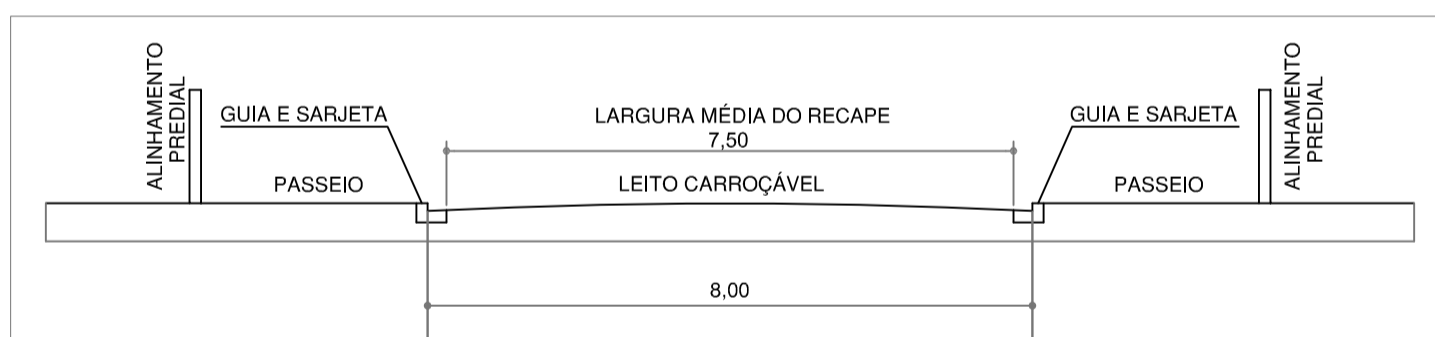 ALINHAMENTO
PREDIAL
GUIA E SARJETA
LARGURA MÉDIA DO RECAPE
7,50
GUIA E SARJETA
ALINHAMENTO
PREDIAL
PASSEIO
LEITO CARROÇÁVEL
PASSEIO
8,00